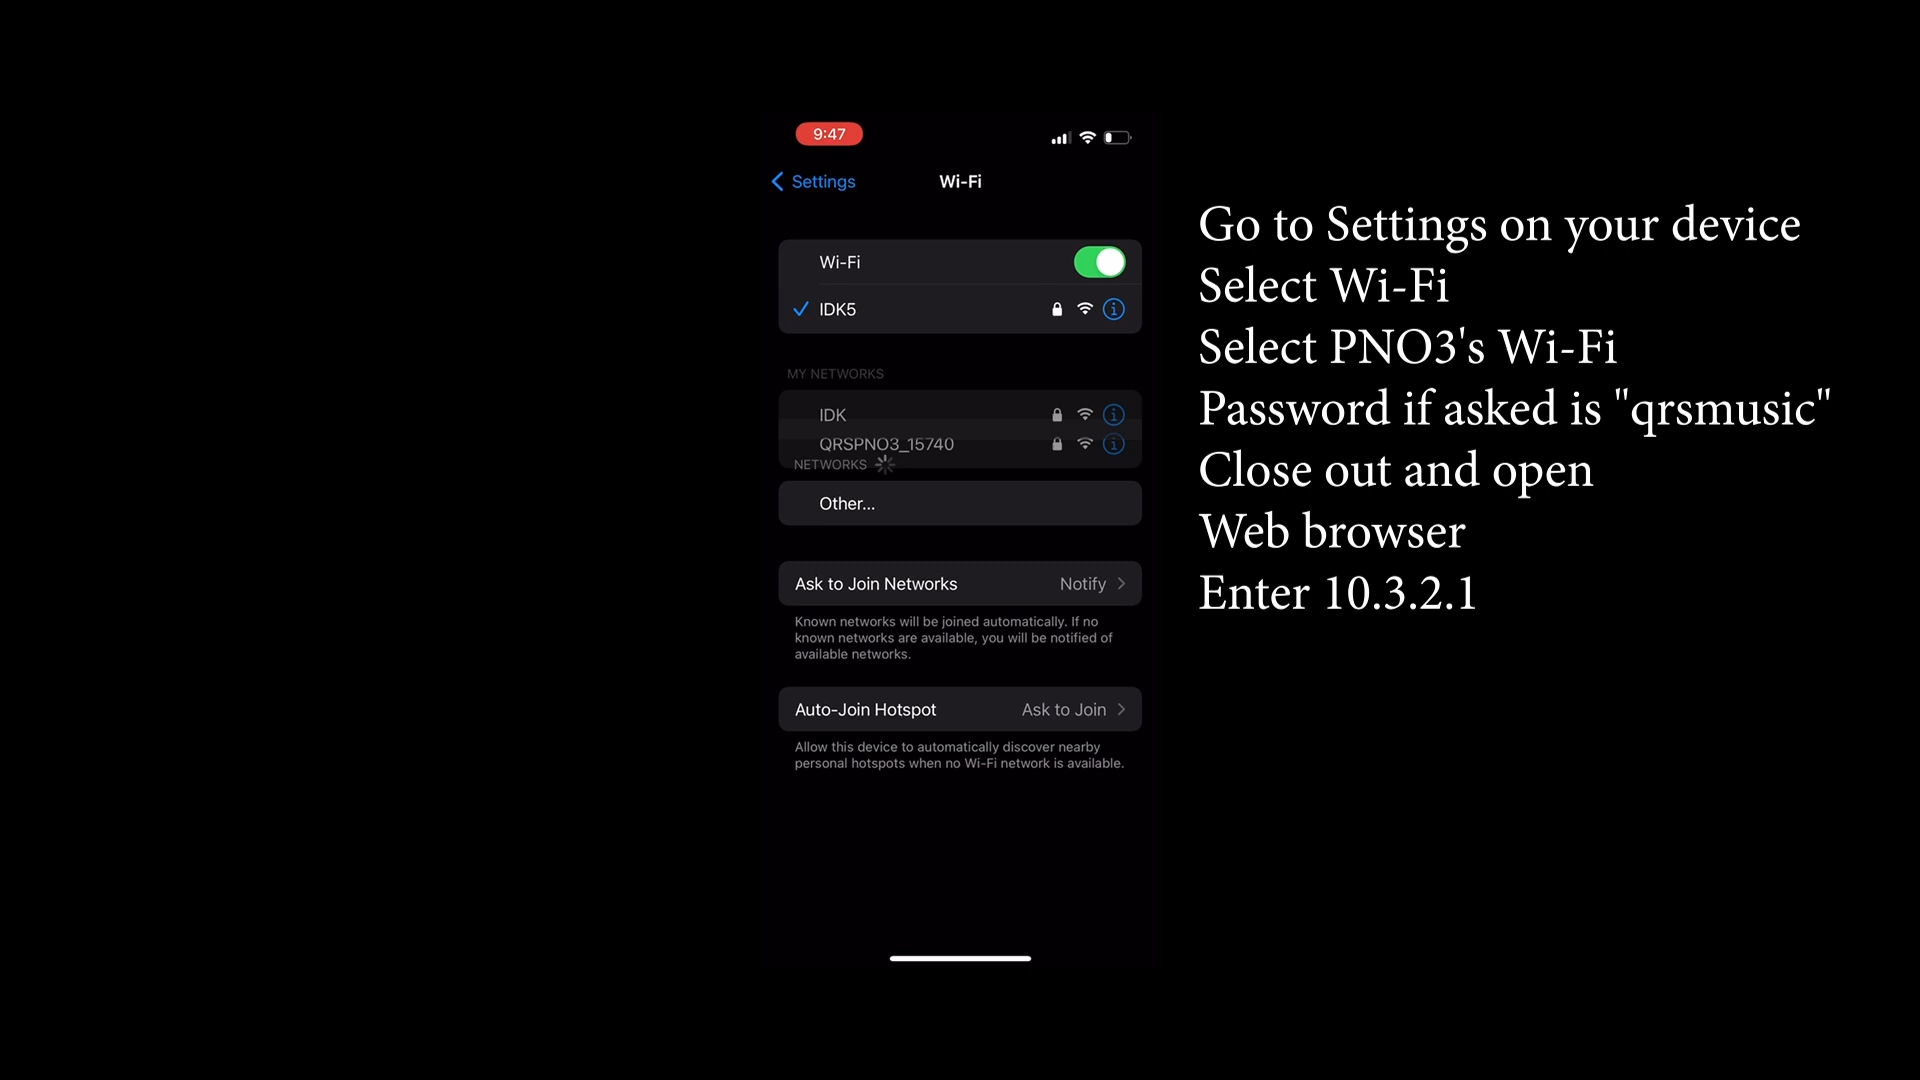 9:47
Settings
Wi-Fi
Wi-Fi
IDK5
MY NETWORKS
IDK
QRSPNO3_15740
NETWORKS
Other...
Ask to Join Networks Notify
Known networks will be joined automatically. If no
known networks are available, you will be notified of
available networks.
Auto-Join Hotspot Ask to Join
Allow this device to automatically discover nearby
personal hotspots when no Wi-Fi network is available.
Go to Settings on your device
Select Wi-Fi
Select PNO3's Wi-Fi
Password if asked is "qrsmusic"
Close out and open
Web browser
Enter 10.3.2.1